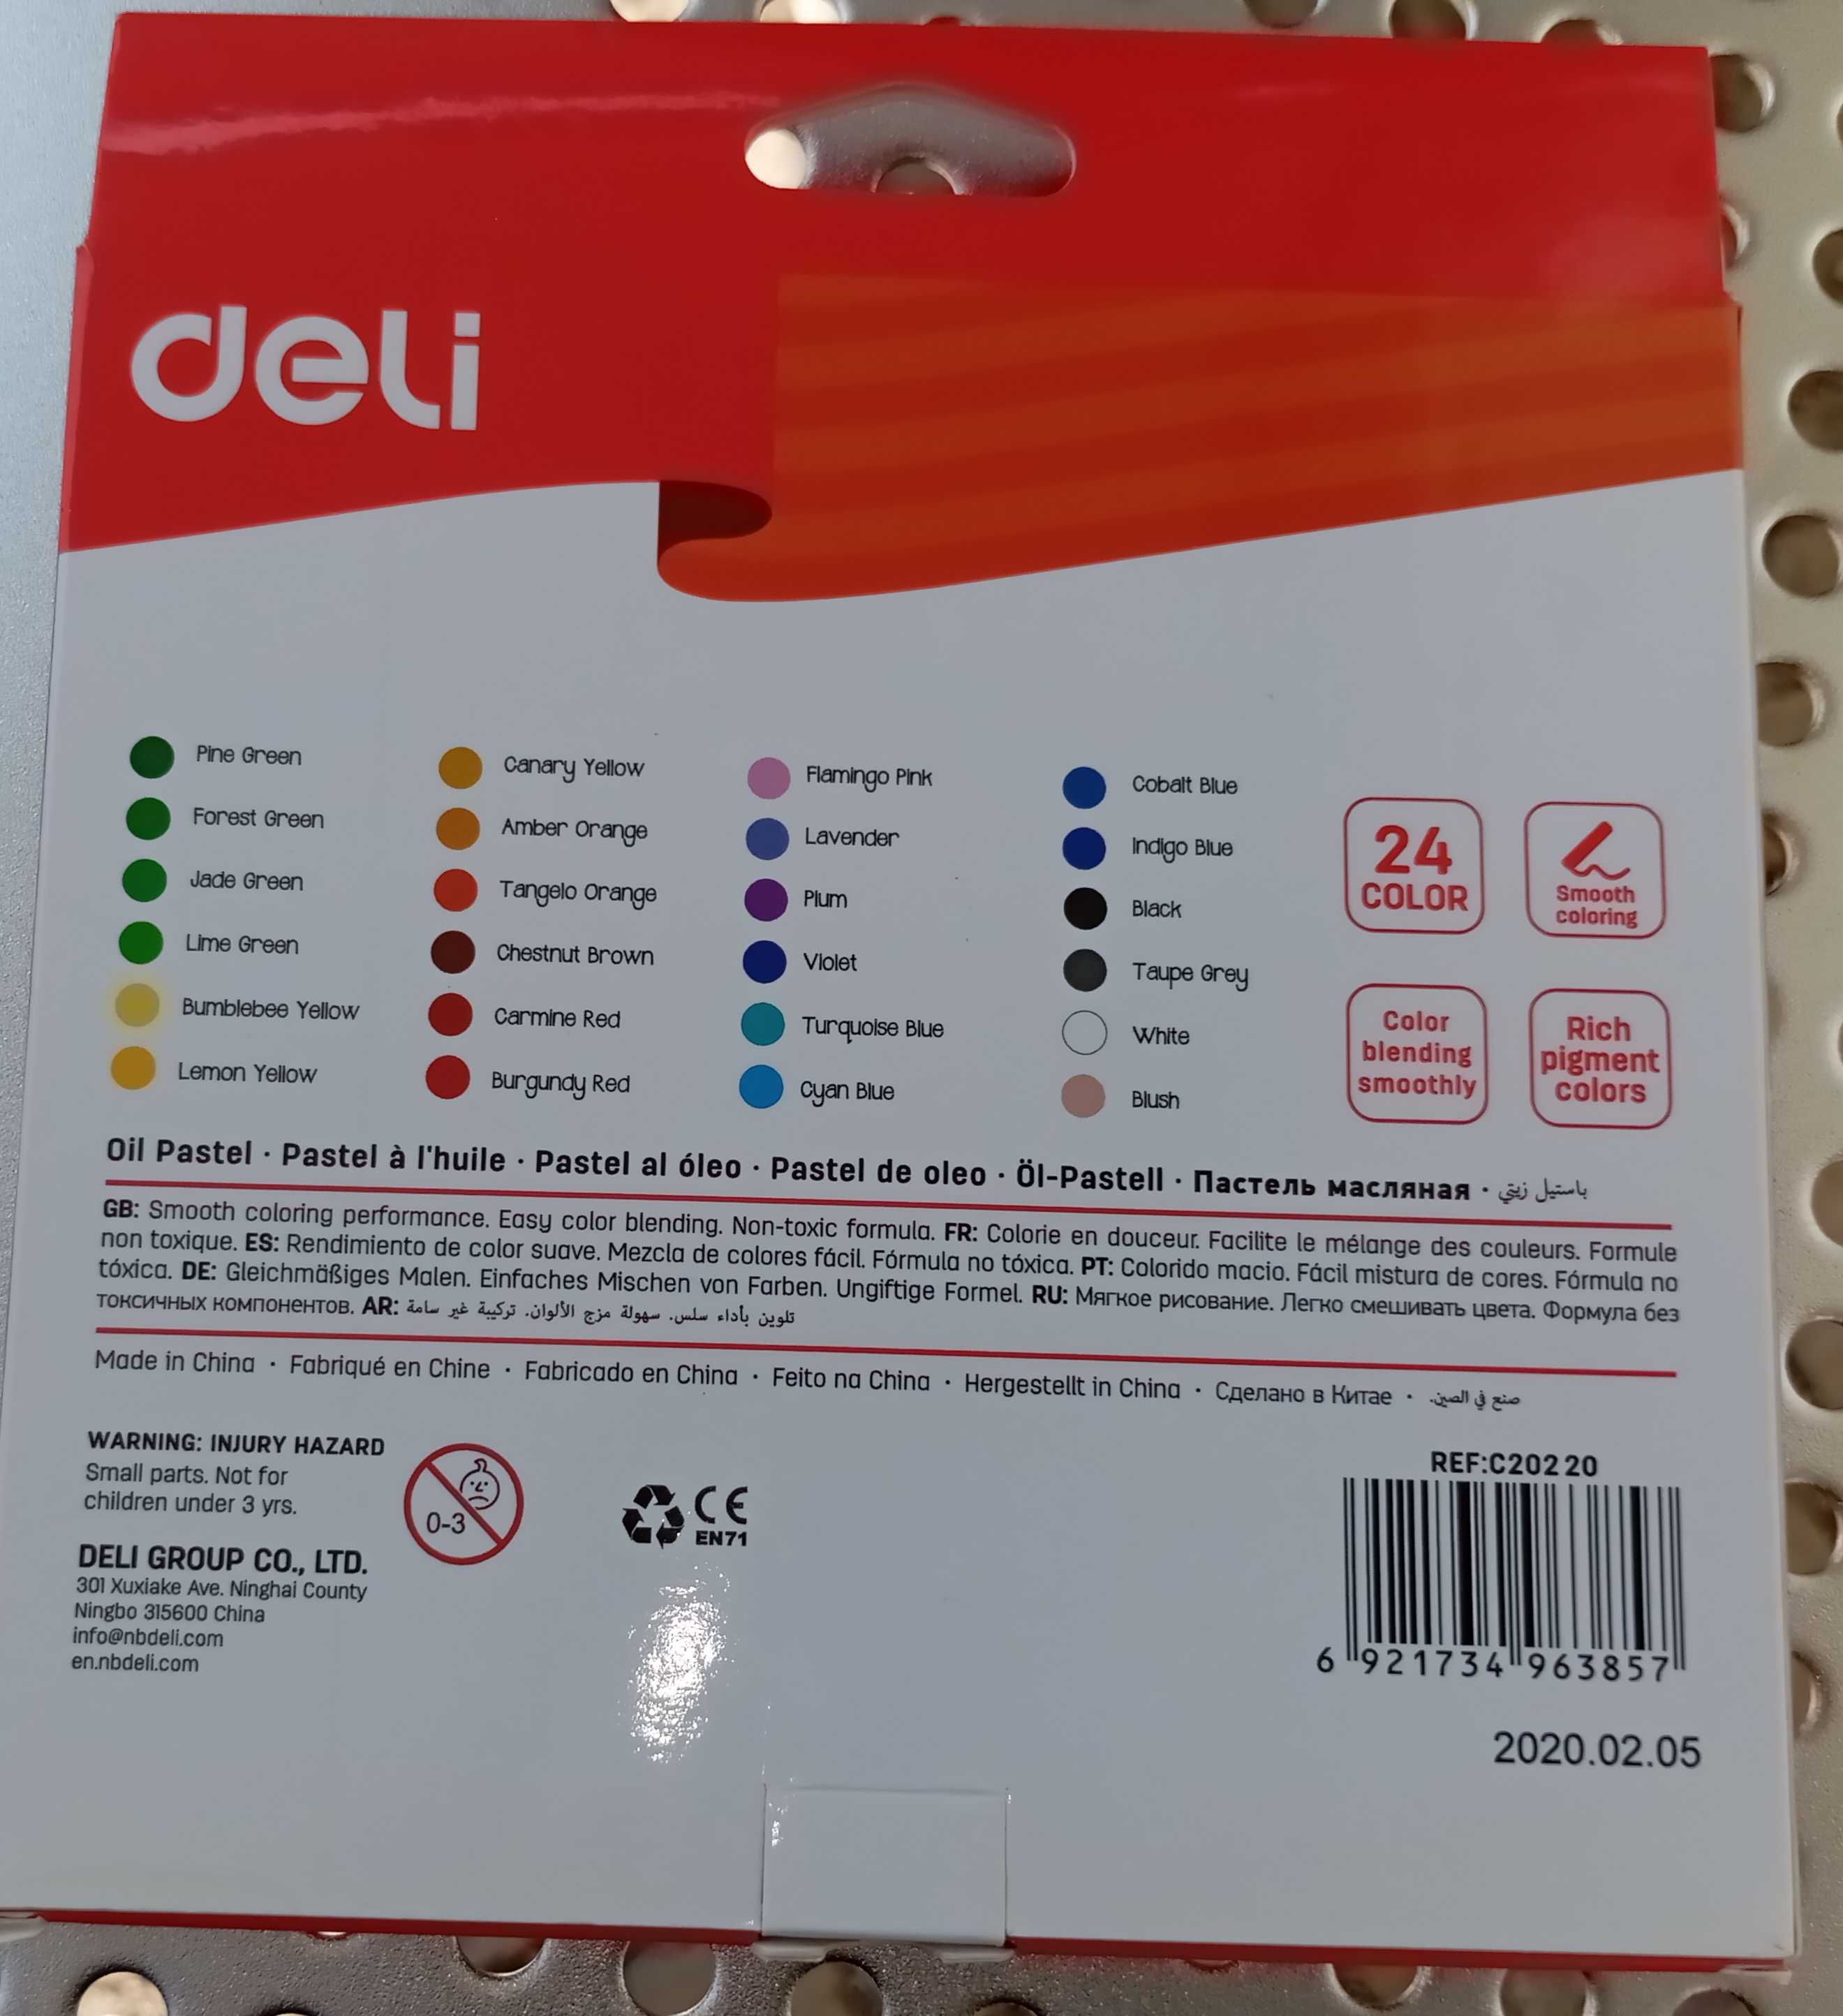 deli
Pine Green
Forest Green
Jade Green
Lime Green
Bumblebee Yellow
Lemon Yellow
Canary Yellow
Amber Orange
Tangelo Orange
Chestnut Brown
Carmine Red
Burgundy Red
Flamingo Pink
Lavender
Plum
Violet
Turquoise Blue
Cyan Blue
Cobalt Blue
Indigo Blue
Black
Taupe Grey
White
Blush
24
COLOR
Smooth
coloring
Color
blending
smoothly
Rich
pigment
colors
Oil Pastel · Pastel à l'huile · Pastel al óleo · Pastel de oleo · Öl-Pastell · Пастель масляная · باستيل زيتي
GB: Smooth coloring performance. Easy color blending. Non-toxic formula. FR: Colorie en douceur. Facilite le mélange des couleurs. Formule
non toxique. ES: Rendimiento de color suave. Mezcla de colores fácil. Fórmula no tóxica. PT: Colorido macio. Fácil mistura de cores. Fórmula no
tóxica. DE: Gleichmäßiges Malen. Einfaches Mischen von Farben. Ungiftige Formel. RU: Мягкое рисование. Легко смешивать цвета. Формула без
токсичных компонентов. AR: تلوين بأداء سلس. سهولة مزج الألوان. تركيبة غير سامة
Made in China · Fabriqué en Chine · Fabricado en China · Feito na China · Hergestellt in China · Сделано в Китае · صنع في الصين.
WARNING: INJURY HAZARD
Small parts. Not for
children under 3 yrs.
0-3
CE
EN71
DELI GROUP CO., LTD.
301 Xuxiake Ave. Ninghai County
Ningbo 315600 China
info@nbdeli.com
en.nbdeli.com
REF:C20220
6 921734 963857
2020.02.05